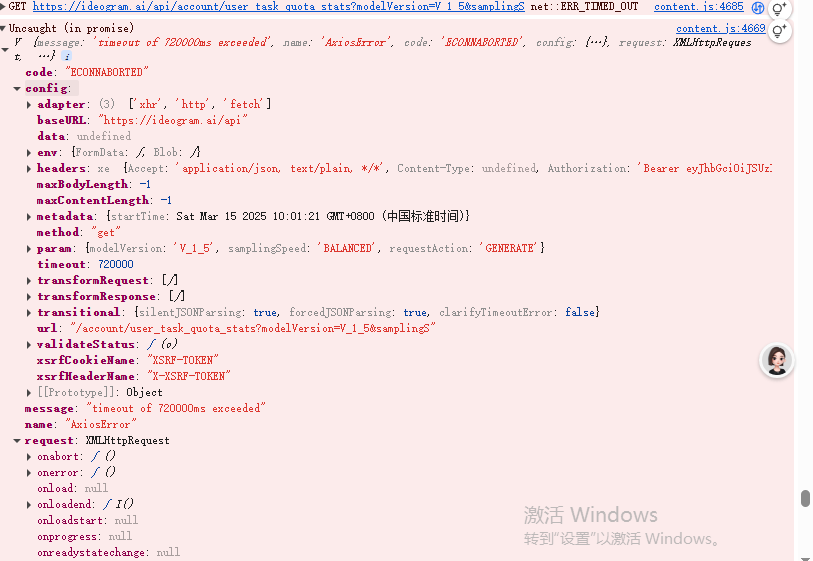 GET https://ideogram.ai/api/account/user_task_quota_stats?modelVersion=V_1_5&samplingS net::ERR_TIMED_OUT content.js:4685
Uncaught (in promise) content.js:4669
Y {message: 'timeout of 720000ms exceeded', name: 'AxiosError', code: 'ECONNABORTED', config: {…}, request: XMLHttpReques
t, …} i
code: "ECONNABORTED"
config:
adapter: (3) ['xhr', 'http', 'fetch']
baseURL: "https://ideogram.ai/api"
data: undefined
env: {FormData: ƒ, Blob: ƒ}
headers: xe {Accept: 'application/json, text/plain, */*', Content-Type: undefined, Authorization: 'Bearer eyJhbGciOiJSUz
maxBodyLength: -1
maxContentLength: -1
metadata: {startTime: Sat Mar 15 2025 10:01:21 GMT+0800 (中国标准时间)}
method: "get"
param: {modelVersion: 'V_1_5', samplingSpeed: 'BALANCED', requestAction: 'GENERATE'}
timeout: 720000
transformRequest: [ƒ]
transformResponse: [ƒ]
transitional: {silentJSONParsing: true, forcedJSONParsing: true, clarifyTimeoutError: false}
url: "/account/user_task_quota_stats?modelVersion=V_1_5&samplingS"
validateStatus: ƒ (o)
xsrfCookieName: "XSRF-TOKEN"
xsrfHeaderName: "X-XSRF-TOKEN"
[[Prototype]]: Object
message: "timeout of 720000ms exceeded"
name: "AxiosError"
request: XMLHttpRequest
onabort: ƒ ()
onerror: ƒ ()
onload: null
onloadend: ƒ I()
onloadstart: null
onprogress: null
onreadystatechange: null
激活 Windows
转到"设置"以激活 Windows。